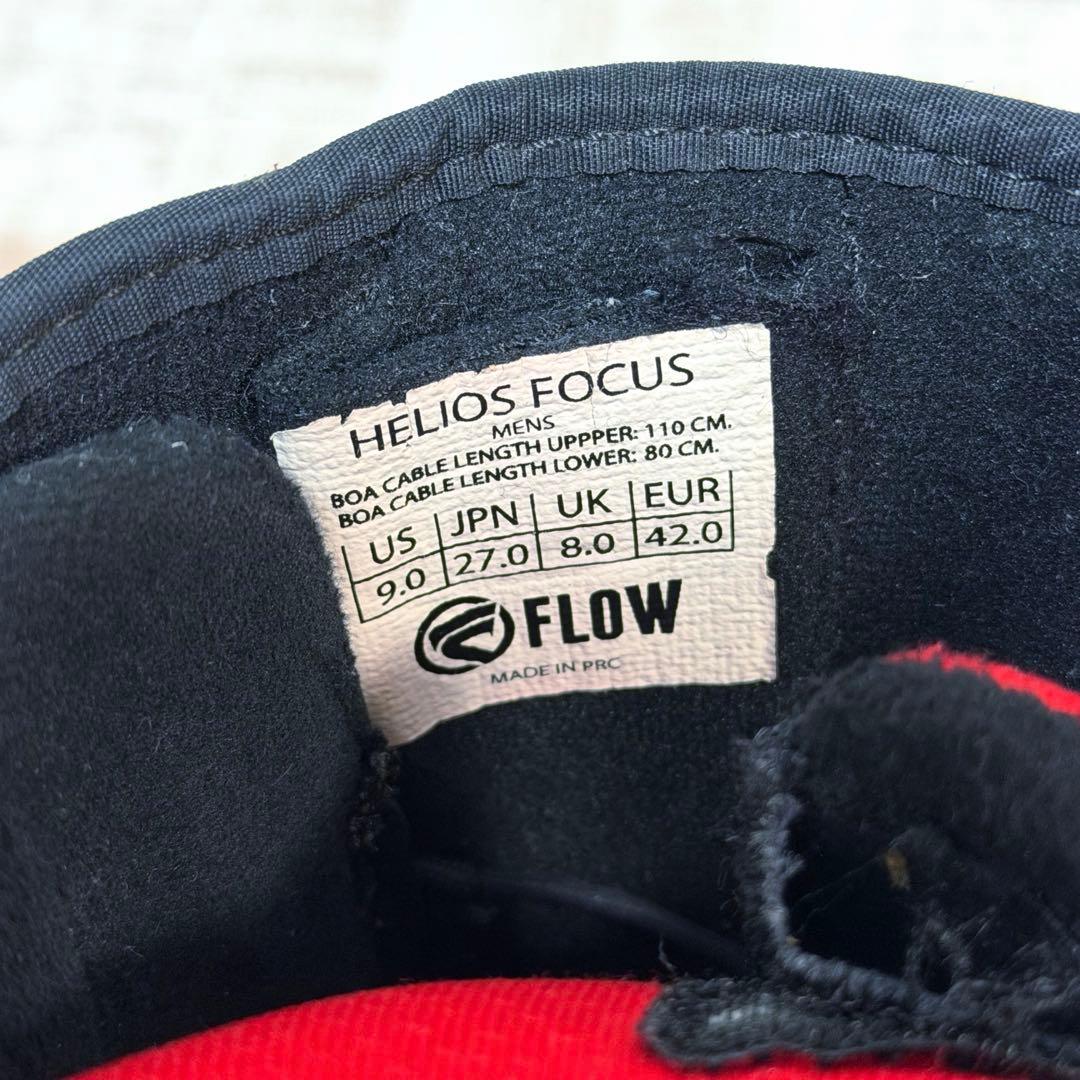 HELIOS FOCUS
MENS
BOA CABLE LENGTH UPPPER: 110 CM.
BOA CABLE LENGTH LOWER: 80 CM.
US JPN UK EUR
9.0 27.0 8.0 42.0
FLOW
MADE IN PRC